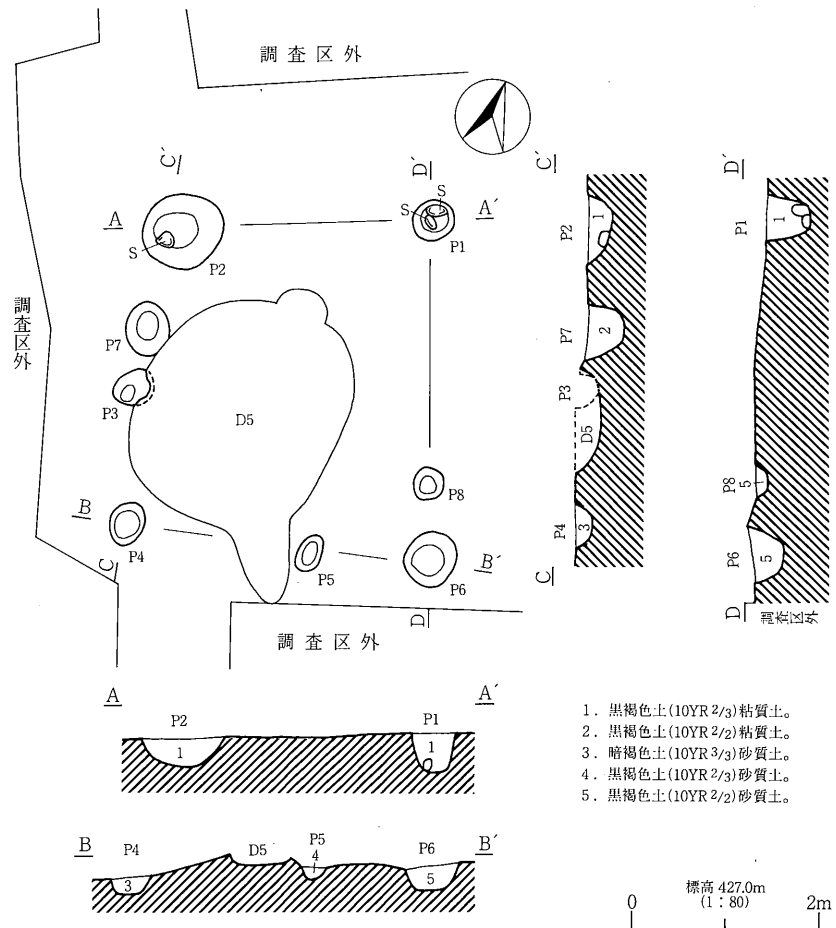 調査区外
調査区外
C′
D′
A
A′
S
S
S
P2
P1
P7
P3
D5
P8
B
P4
P5
P6
B′
C
D
調査区外
C′
P2
1
P7
2
P3
D5
P4
3
C
D′
P1
1
P8
5
P6
5
D
調査区外
A
A′
P2
P1
1
1
B
B′
P4
D5
P5
P6
3
4
5
1. 黒褐色土(10YR 2/3)粘質土。
2. 黒褐色土(10YR 2/2)粘質土。
3. 暗褐色土(10YR 3/3)砂質土。
4. 黒褐色土(10YR 2/3)砂質土。
5. 黒褐色土(10YR 2/2)砂質土。
標高 427.0m
(1:80)
0
2m